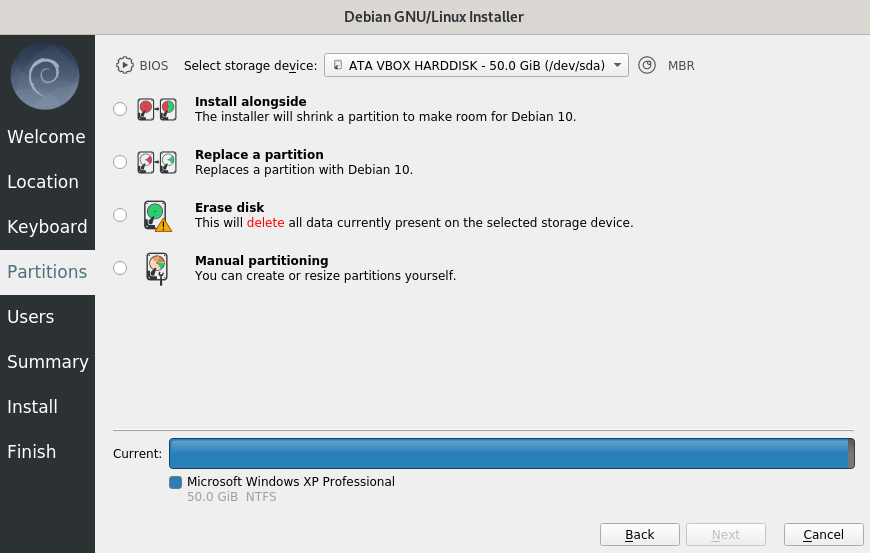 Debian GNU/Linux Installer
Welcome
Location
Keyboard
Partitions
Users
Summary
Install
Finish
BIOS Select storage device: ATA VBOX HARDDISK - 50.0 GiB (/dev/sda) MBR
Install alongside
The installer will shrink a partition to make room for Debian 10.
Replace a partition
Replaces a partition with Debian 10.
Erase disk
This will delete all data currently present on the selected storage device.
Manual partitioning
You can create or resize partitions yourself.
Current:
Microsoft Windows XP Professional
50.0 GiB NTFS
Back Next Cancel